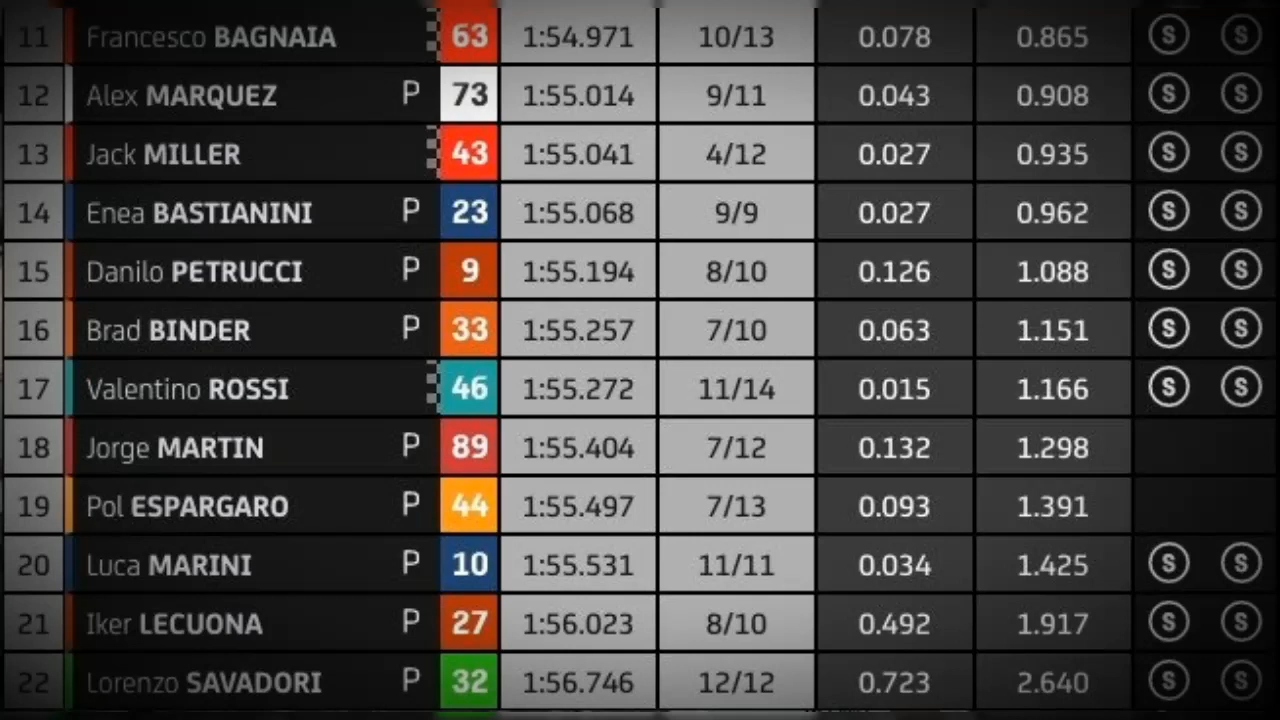 11 Francesco BAGNAIA 63 1:54.971 10/13 0.078 0.865 S S
12 Alex MARQUEZ P 73 1:55.014 9/11 0.043 0.908 S S
13 Jack MILLER 43 1:55.041 4/12 0.027 0.935 S S
14 Enea BASTIANINI P 23 1:55.068 9/9 0.027 0.962 S S
15 Danilo PETRUCCI P 9 1:55.194 8/10 0.126 1.088 S S
16 Brad BINDER P 33 1:55.257 7/10 0.063 1.151 S S
17 Valentino ROSSI 46 1:55.272 11/14 0.015 1.166 S S
18 Jorge MARTIN P 89 1:55.404 7/12 0.132 1.298
19 Pol ESPARGARO P 44 1:55.497 7/13 0.093 1.391
20 Luca MARINI P 10 1:55.531 11/11 0.034 1.425 S S
21 Iker LECUONA P 27 1:56.023 8/10 0.492 1.917 S S
22 Lorenzo SAVADORI P 32 1:56.746 12/12 0.723 2.640 S S